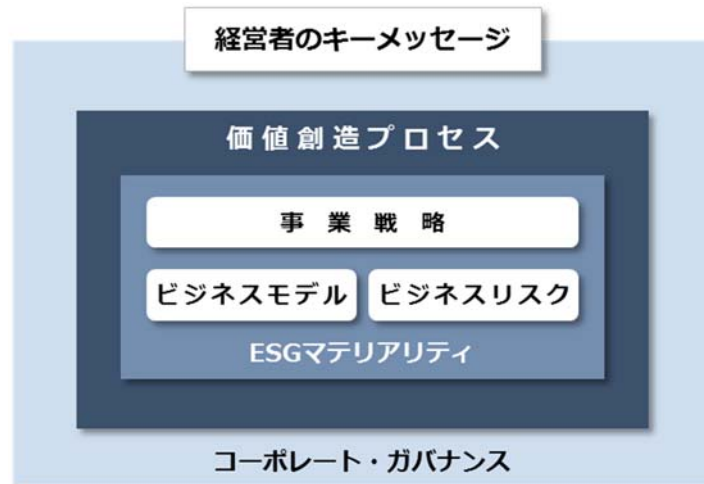 経営者のキーメッセージ
価値創造プロセス
事業戦略
ビジネスモデル
ビジネスリスク
ESGマテリアリティ
コーポレート・ガバナンス